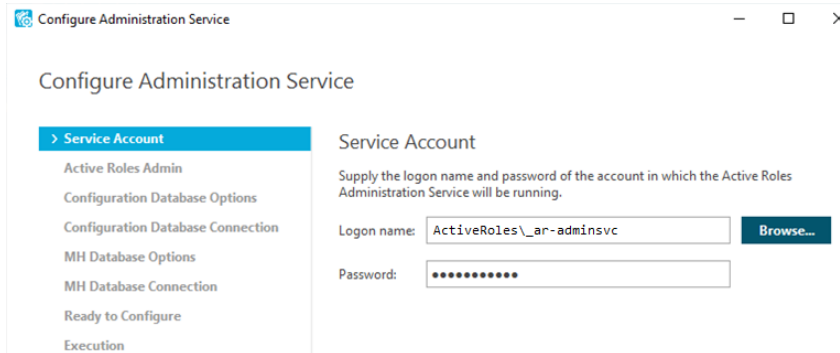 Configure Administration Service
Configure Administration Service
> Service Account
Active Roles Admin
Configuration Database Options
Configuration Database Connection
MH Database Options
MH Database Connection
Ready to Configure
Execution
Service Account
Supply the logon name and password of the account in which the Active Roles
Administration Service will be running.
Logon name: ActiveRoles\_ar-adminsvc Browse...
Password: ●●●●●●●●●●●